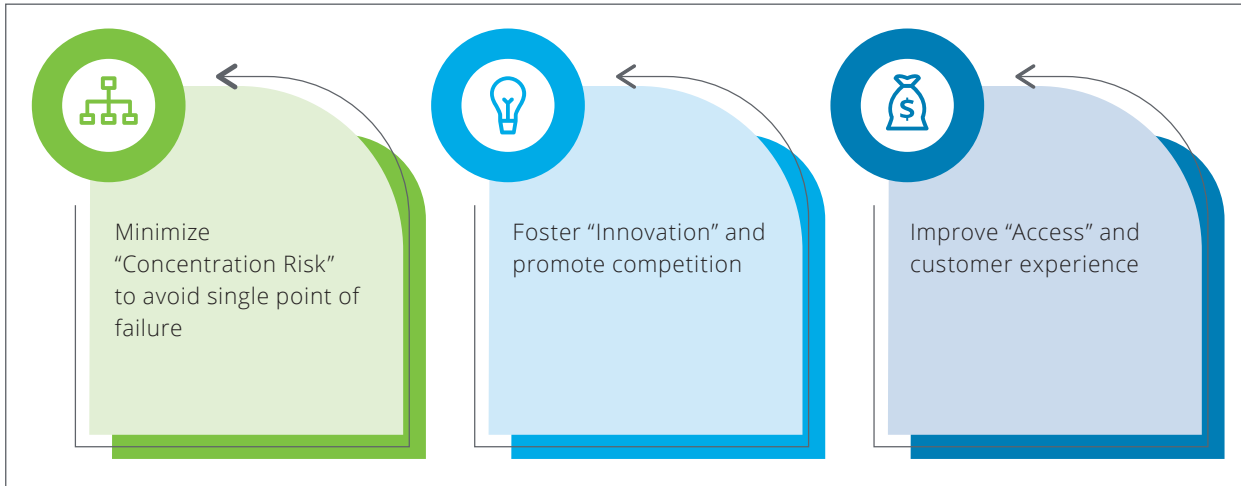 Minimize
“Concentration Risk”
to avoid single point of
failure
Foster “Innovation” and
promote competition
$
Improve “Access” and
customer experience